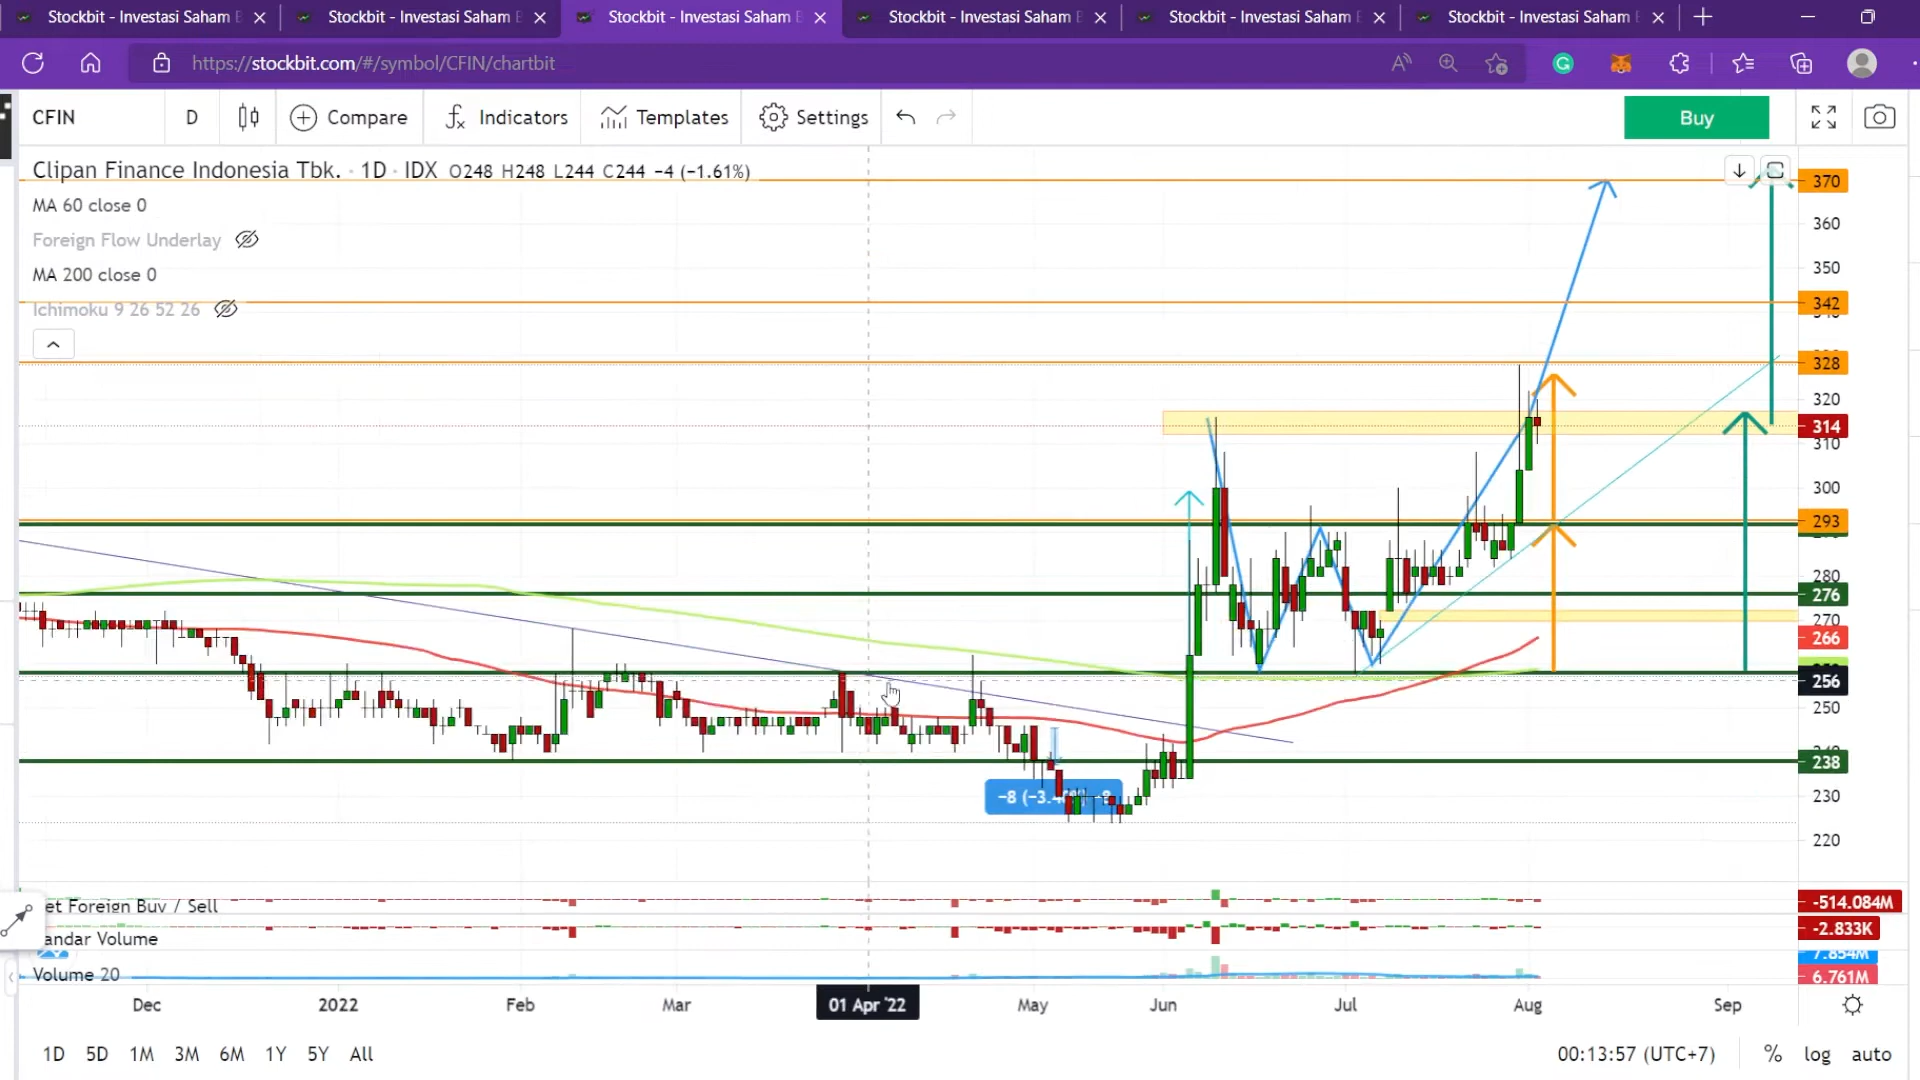 Stockbit - Investasi Saham B
Stockbit - Investasi Saham B
Stockbit - Investasi Saham B
Stockbit - Investasi Saham B
Stockbit - Investasi Saham B
Stockbit - Investasi Saham B
https://stockbit.com/#/symbol/CFIN/chartbit
CFIN D Compare Indicators Templates Settings Buy
Clipan Finance Indonesia Tbk. · 1D · IDX O248 H248 L244 C244 −4 (−1.61%)
MA 60 close 0
Foreign Flow Underlay
MA 200 close 0
Ichimoku 9 26 52 26
370
360
350
342
328
320
314
310
300
293
280
276
270
266
256
250
238
230
220
−8 (−3.4
et Foreign Buy / Sell
-514.084M
andar Volume
-2.833K
7.854M
Volume 20
6.761M
Dec 2022 Feb Mar 01 Apr '22 May Jun Jul Aug Sep
1D 5D 1M 3M 6M 1Y 5Y All
00:13:57 (UTC+7) % log auto